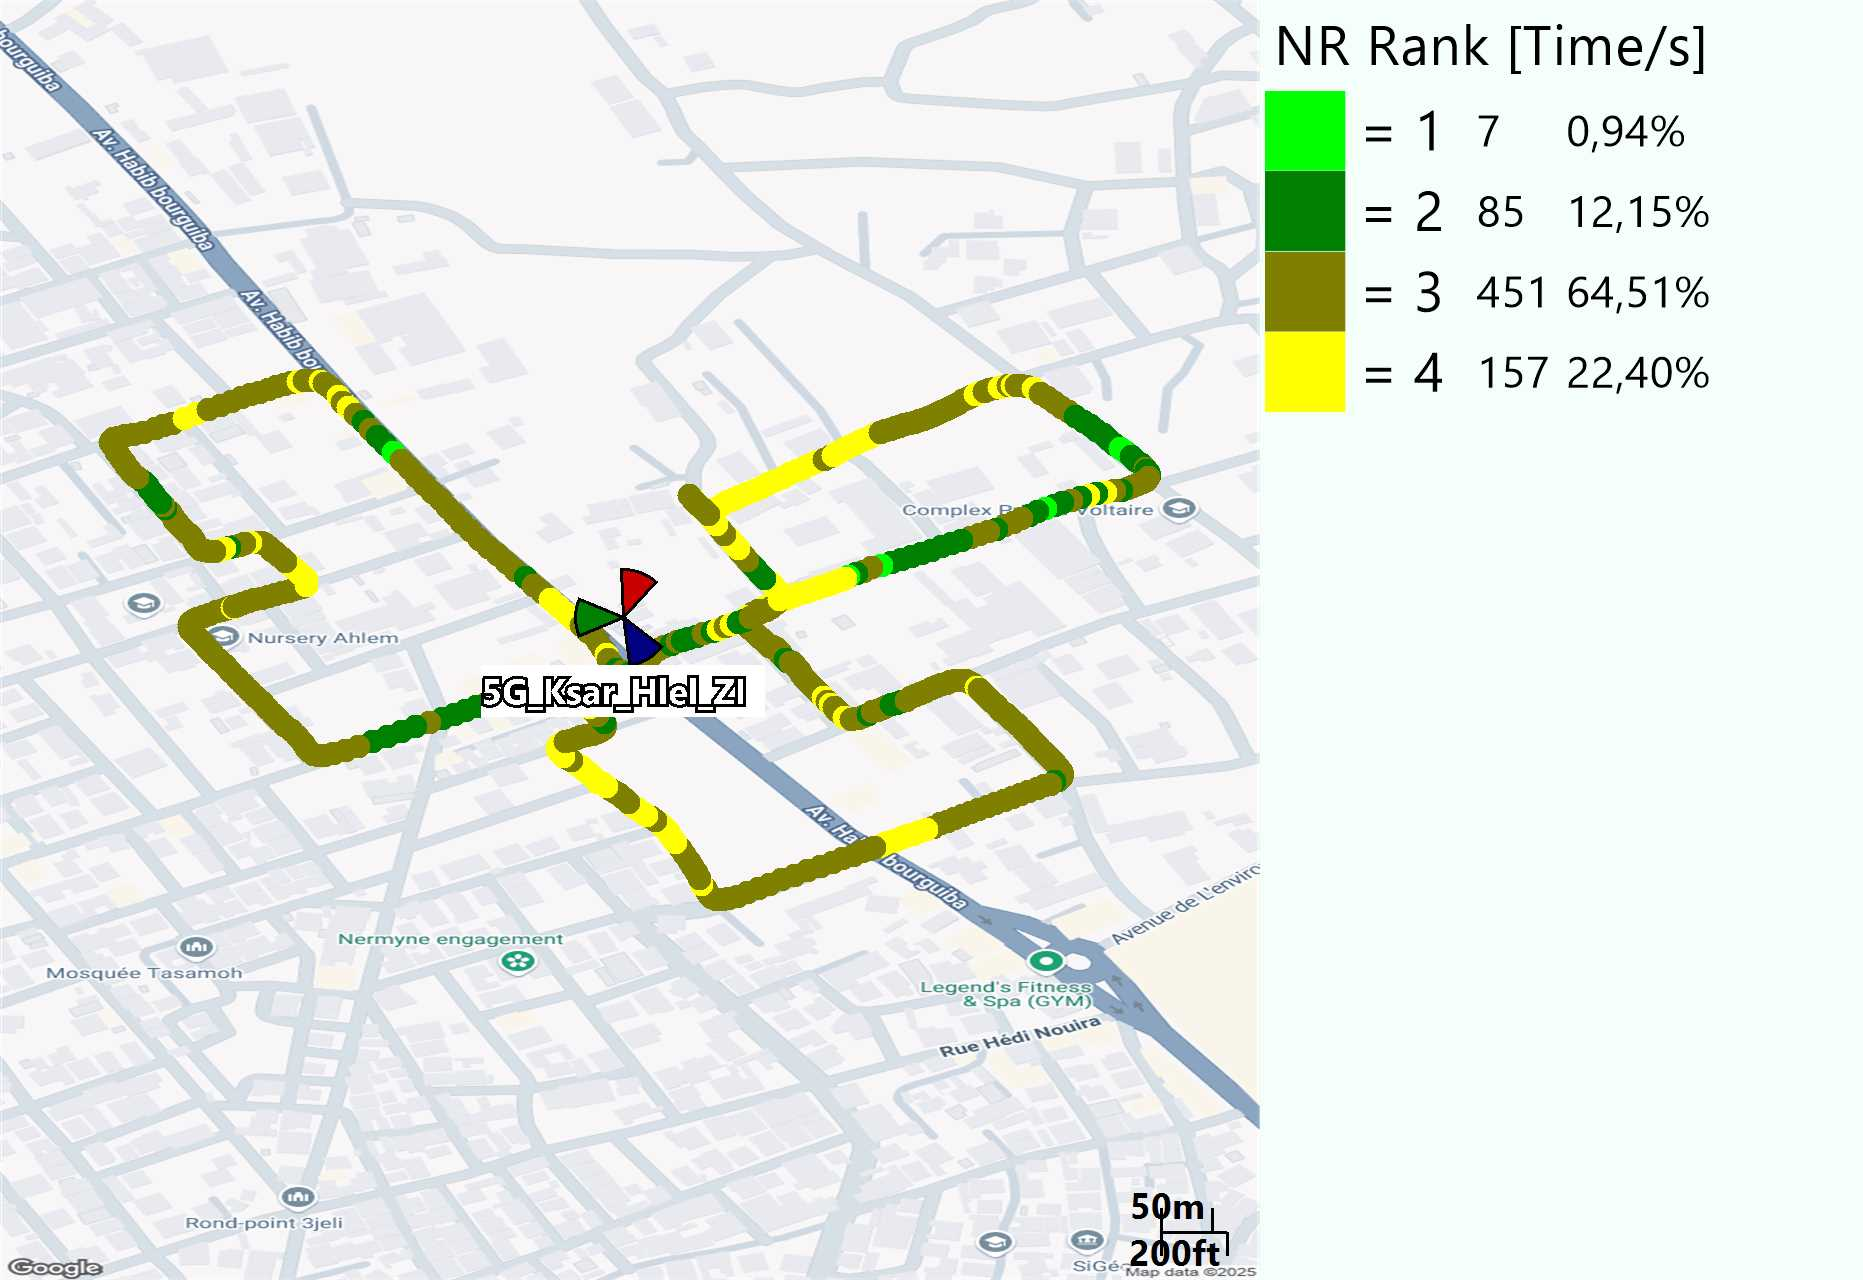 NR Rank [Time/s]
= 1 7 0,94%
= 2 85 12,15%
= 3 451 64,51%
= 4 157 22,40%
bourguiba
Av. Habib bourguiba
Av. Habib bou
Complex P Voltaire
Nursery Ahlem
5G_Ksar_Hlel_ZI
Av. Ha bourguiba
Avenue de L'enviro
Nermyne engagement
Mosquée Tasamoh
Legend's Fitness
& Spa (GYM)
Rue Hédi Nouira
Rond-point 3jeli
50m
200ft
SiGé
Google
Map data ©2025